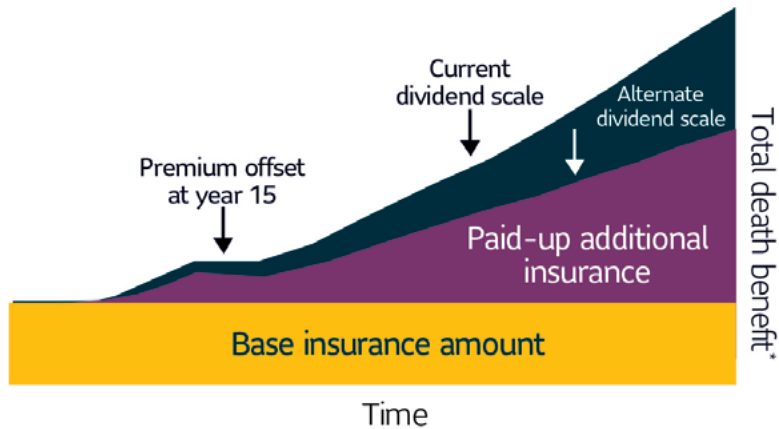 Current
dividend scale
Alternate
dividend scale
Premium offset
at year 15
Paid-up additional
insurance
Total death benefit*
Base insurance amount
Time